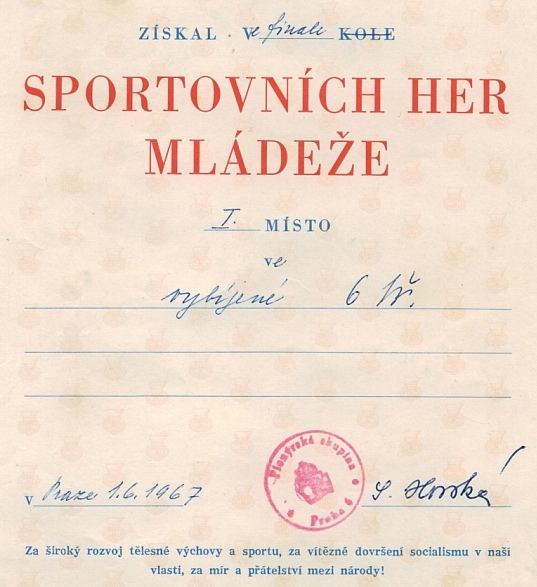 ZÍSKAL Ve finale KOLE
SPORTOVNÍCH HER
MLÁDEŽE
I. MÍSTO
ve
vybíjené 6 tř.
v Praze 1.6.1967
Pionýrská skupina
Praha 6
Za široký rozvoj tělesné výchovy a sportu, za vítězné dovršení socialismu v naší
vlasti, za mír a přátelství mezi národy!